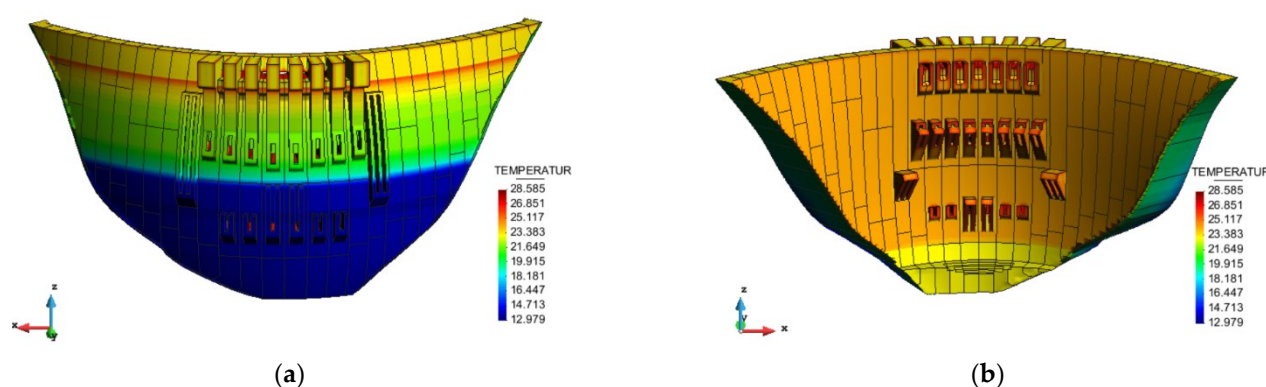 TEMPERATUR
28.585
26.851
25.117
23.383
21.649
19.915
18.181
16.447
14.713
12.979
z
x
y
(a)
TEMPERATUR
28.585
26.851
25.117
23.383
21.649
19.915
18.181
16.447
14.713
12.979
z
y
x
(b)